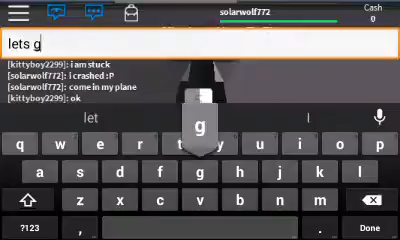 solarwolf772
Cash
0
lets g
[kittyboy2299]: i am stuck
[solarwolf772]: i crashed :P
[solarwolf772]: come in my plane
[kittyboy2299]: ok
let
I
g
q w e r t y u i o p
a s d f g h j k l
z x c v b n m
?123 , . Done